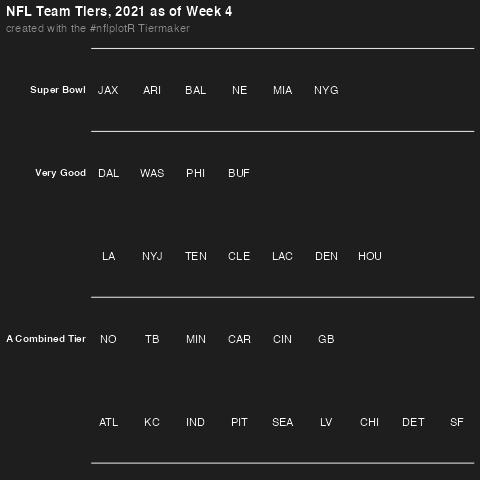 NFL Team Tiers, 2021 as of Week 4
created with the #nflplotR Tiermaker
Super Bowl JAX ARI BAL NE MIA NYG
Very Good DAL WAS PHI BUF
LA NYJ TEN CLE LAC DEN HOU
A Combined Tier NO TB MIN CAR CIN GB
ATL KC IND PIT SEA LV CHI DET SF